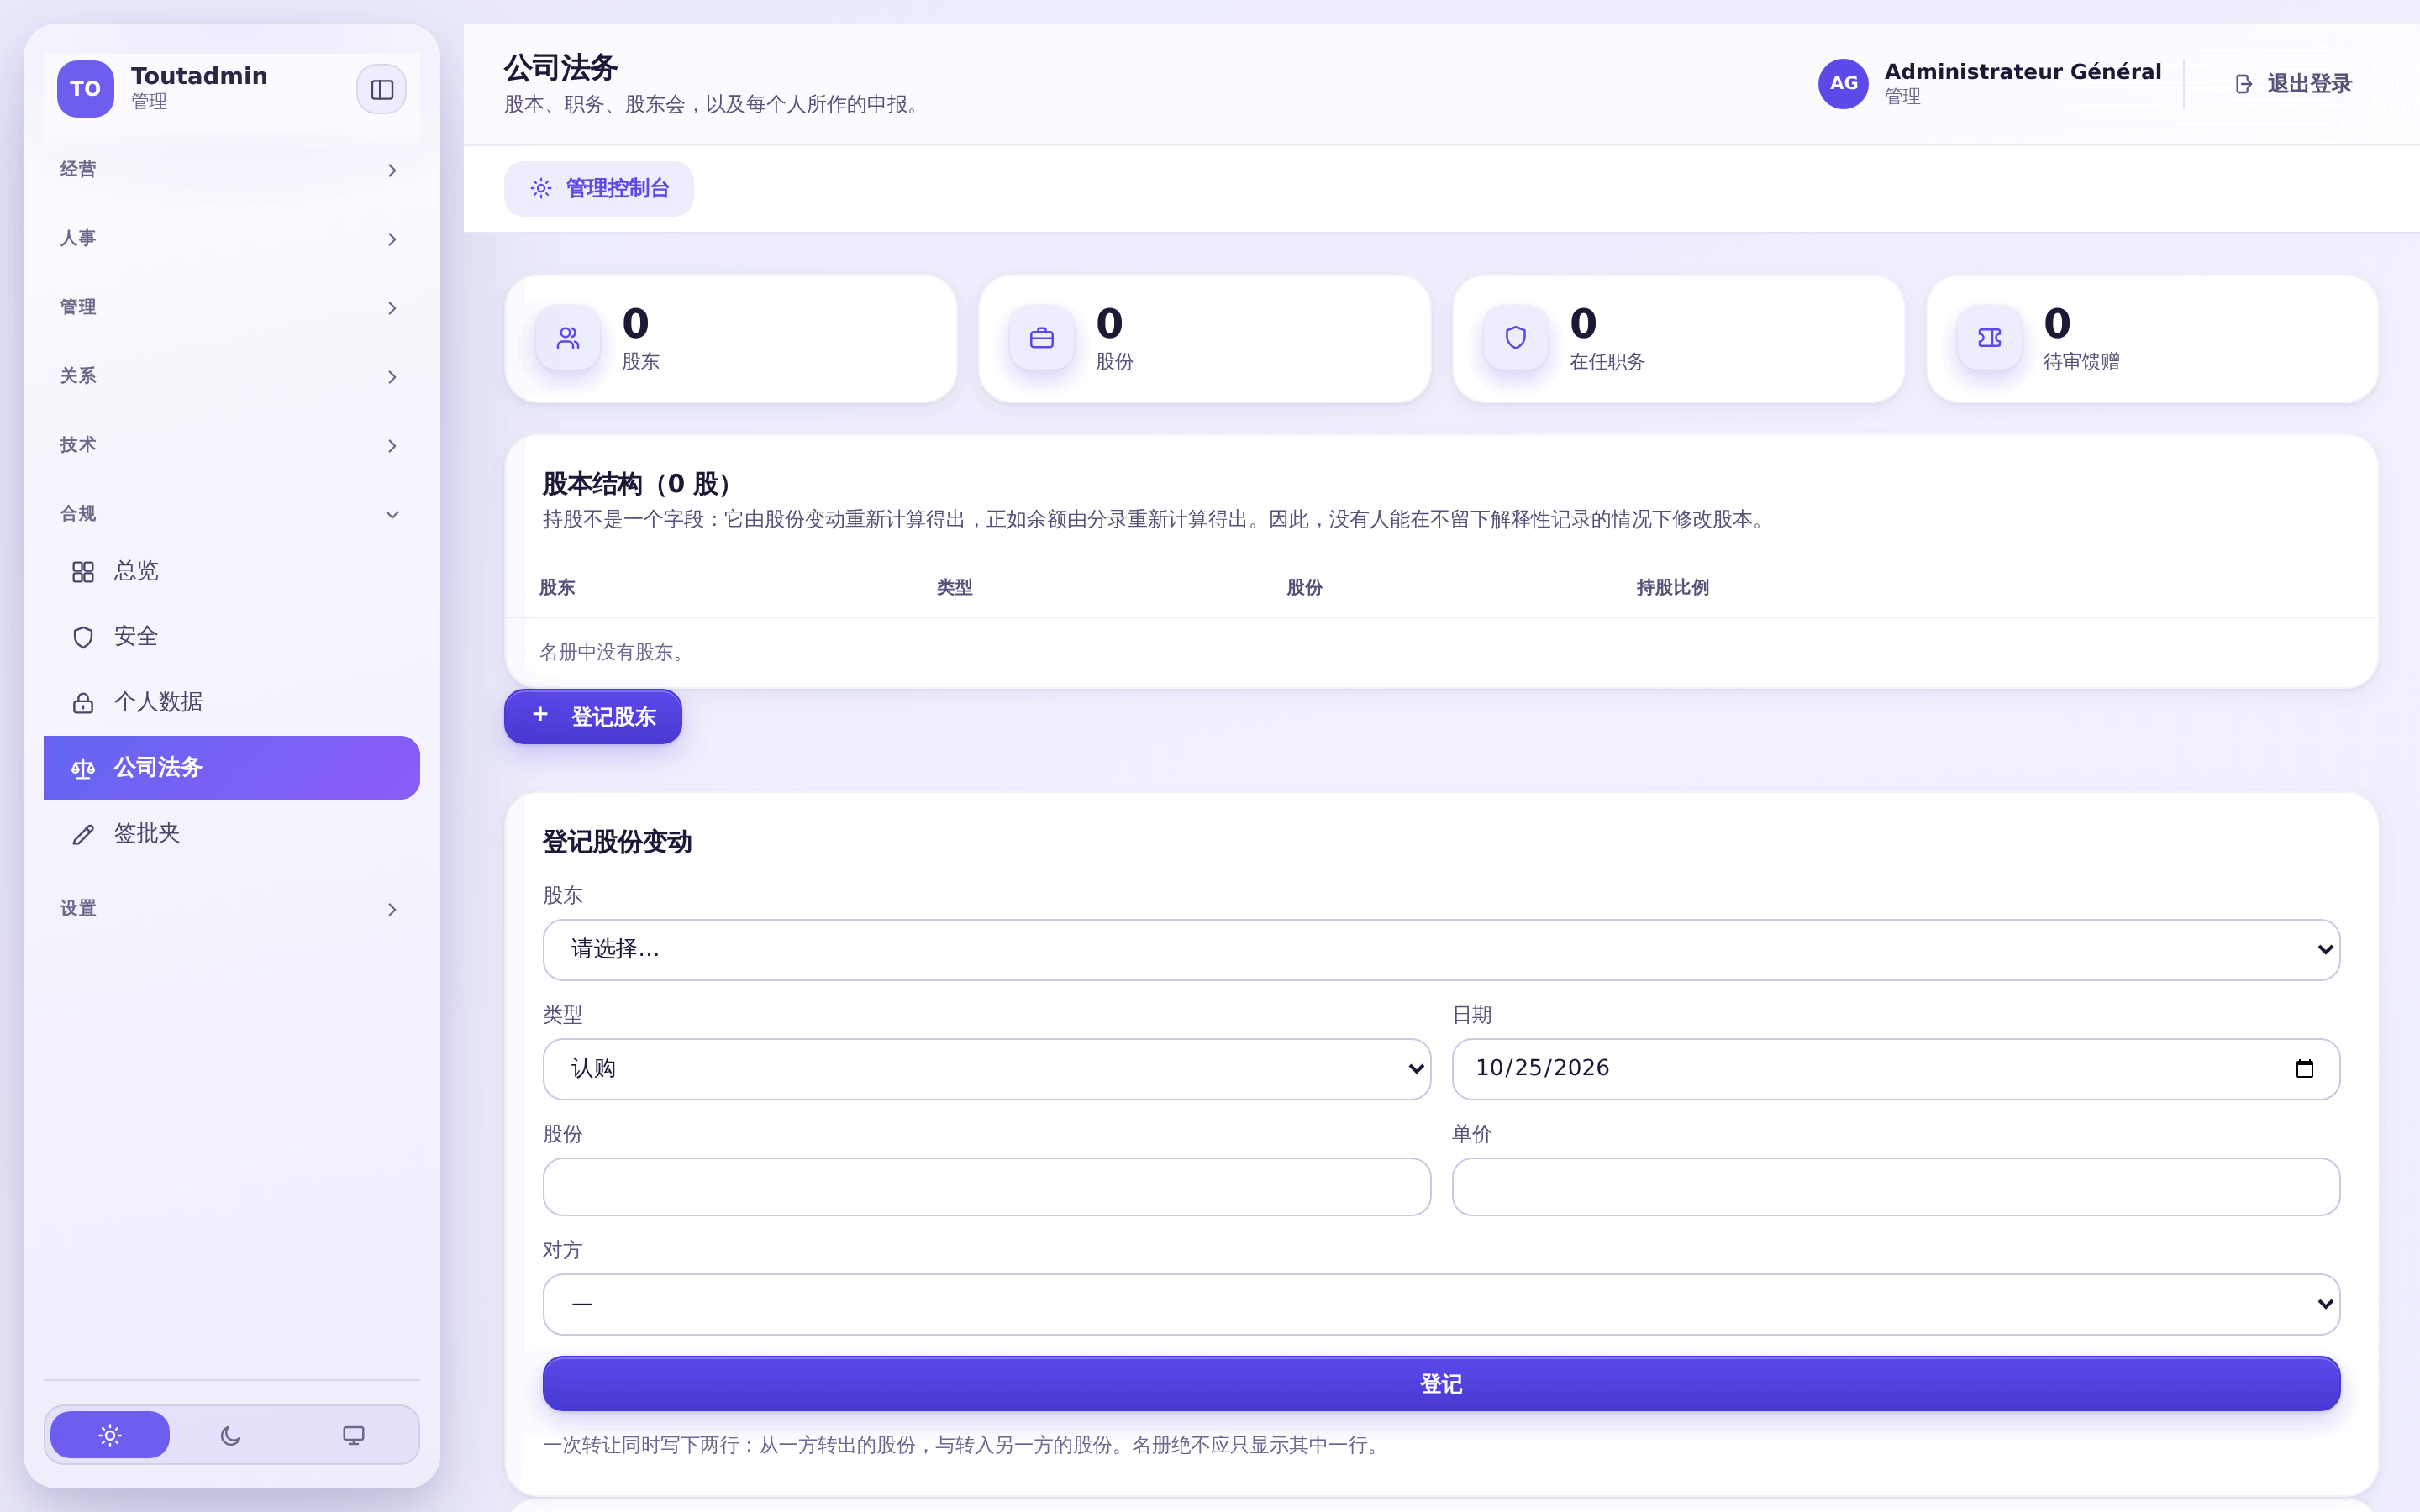 TO
Toutadmin
管理
经营
人事
管理
关系
技术
合规
总览
安全
个人数据
公司法务
签批夹
设置
公司法务
股本、职务、股东会，以及每个人所作的申报。
AG
Administrateur Général
管理
退出登录
管理控制台
0
股东
0
股份
0
在任职务
0
待审馈赠
股本结构（0 股）
持股不是一个字段：它由股份变动重新计算得出，正如余额由分录重新计算得出。因此，没有人能在不留下解释性记录的情况下修改股本。
股东 类型 股份 持股比例
名册中没有股东。
+ 登记股东
登记股份变动
股东
请选择...
类型 日期
认购 10/25/2026
股份 单价
对方
—
登记
一次转让同时写下两行：从一方转出的股份，与转入另一方的股份。名册绝不应只显示其中一行。